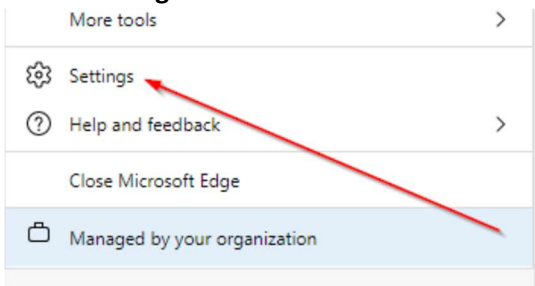 More tools
Settings
Help and feedback
Close Microsoft Edge
Managed by your organization